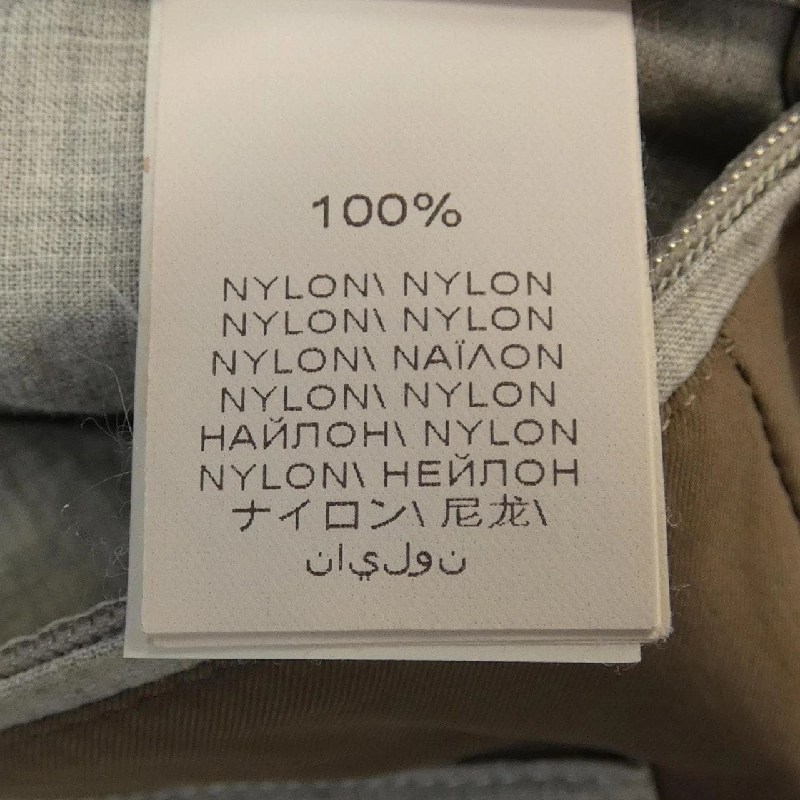 100%
NYLON\ NYLON
NYLON\ NYLON
NYLON\ ΝΑΪΛΟΝ
NYLON\ NYLON
НАЙЛОН\ NYLON
NYLON\ НЕЙЛОН
ナイロン\ 尼龙\
نايلون